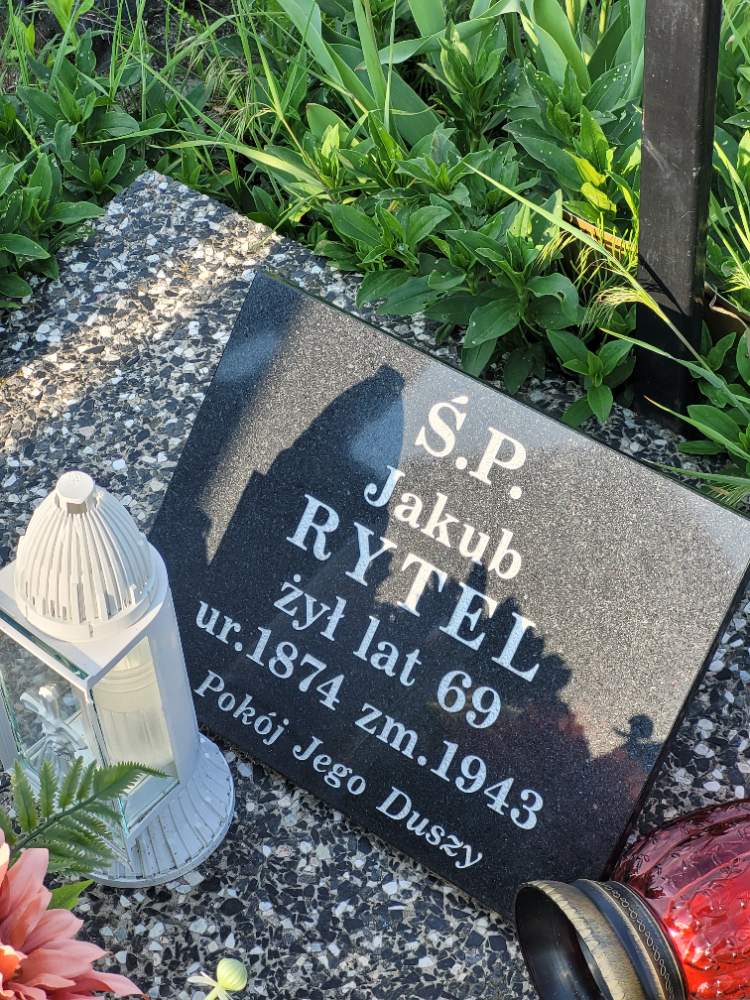 Ś.P.
Jakub
RYTEL
żył lat 69
ur.1874 zm.1943
Pokój Jego Duszy